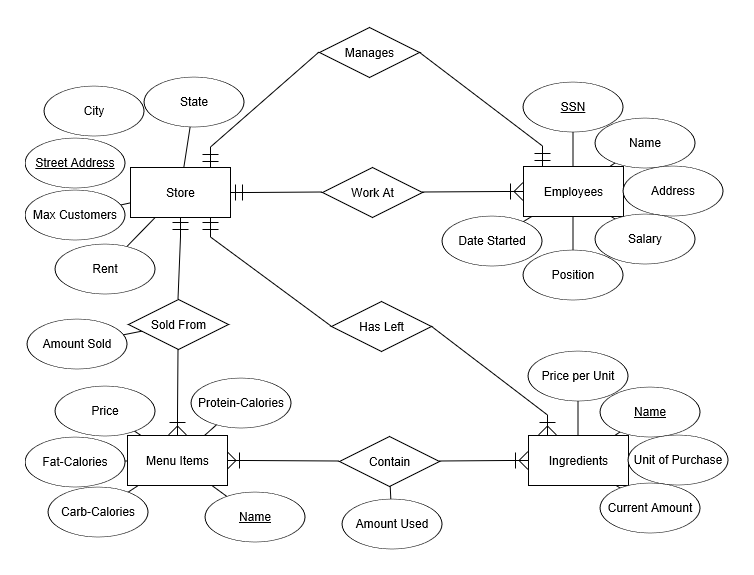 Manages
City
State
SSN
Street Address
Name
Store
Work At
Employees
Address
Max Customers
Date Started
Salary
Rent
Position
Sold From
Has Left
Amount Sold
Price per Unit
Price
Protein-Calories
Name
Fat-Calories
Menu Items
Contain
Ingredients
Unit of Purchase
Carb-Calories
Name
Amount Used
Current Amount